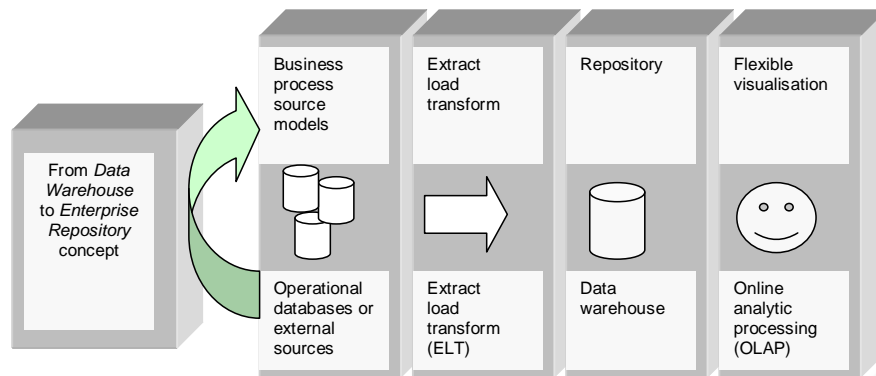 From Data
Warehouse
to Enterprise
Repository
concept
Business
process
source
models
Extract
load
transform
Repository
Flexible
visualisation
Operational
databases or
external
sources
Extract
load
transform
(ELT)
Data
warehouse
Online
analytic
processing
(OLAP)